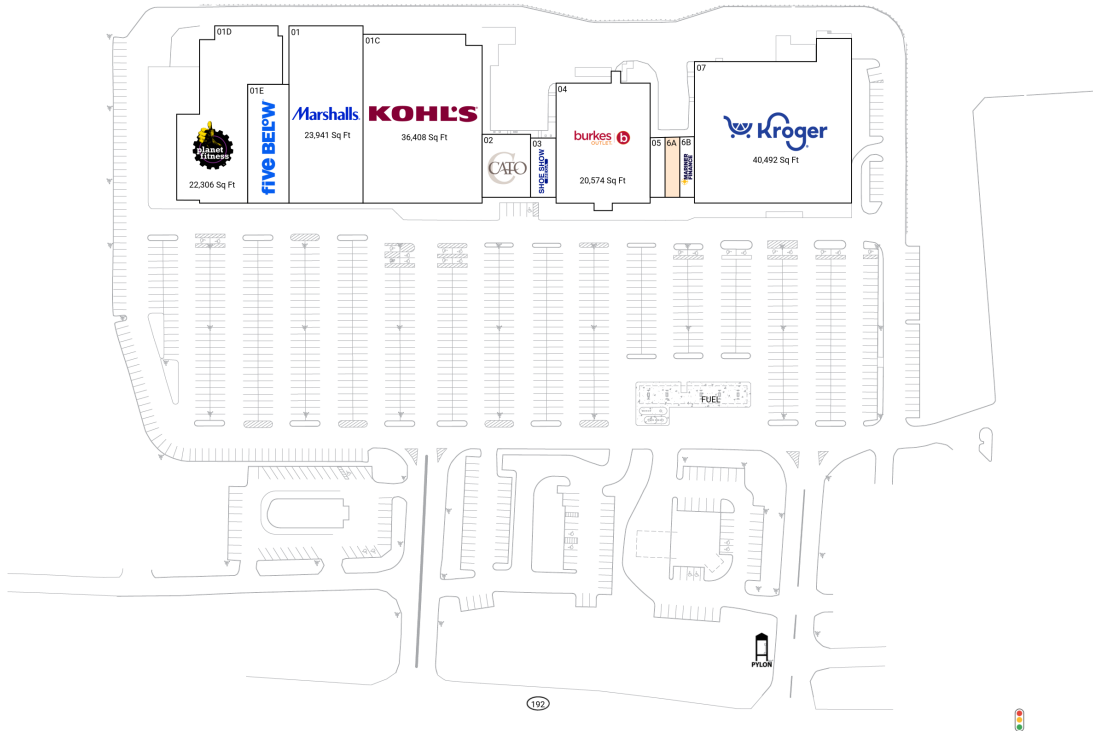 01D
01
01C
07
01E
04
five BELOW
Marshalls
KOHL'S
23,941 Sq Ft
36,408 Sq Ft
planet
fitness
22,306 Sq Ft
02
CATO
03
SHOE SHOW
burkes b
OUTLET
20,574 Sq Ft
05
6A
6B
MARINER
FINANCE
Kroger
40,492 Sq Ft
FUEL
PYLON
192